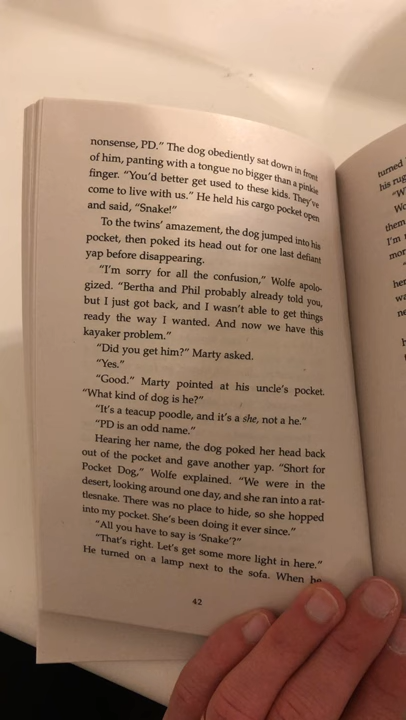 nonsense, PD." The dog obediently sat down in front
of him, panting with a tongue no bigger than a pinkie
finger. "You'd better get used to these kids. They've
come to live with us." He held his cargo pocket open
and said, "Snake!"
To the twins' amazement, the dog jumped into his
pocket, then poked its head out for one last defiant
yap before disappearing.
"I'm sorry for all the confusion," Wolfe apolo-
gized. "Bertha and Phil probably already told you,
but I just got back, and I wasn't able to get things
ready the way I wanted. And now we have this
kayaker problem."
"Did you get him?" Marty asked.
"Yes."
"Good." Marty pointed at his uncle's pocket.
"What kind of dog is he?"
"It's a teacup poodle, and it's a she, not a he."
"PD is an odd name."
Hearing her name, the dog poked her head back
out of the pocket and gave another yap. "Short for
Pocket Dog," Wolfe explained. "We were in the
desert, looking around one day, and she ran into a rat-
tlesnake. There was no place to hide, so she hopped
into my pocket. She's been doing it ever since."
"All you have to say is 'Snake'?"
"That's right. Let's get some more light in here."
He turned on a lamp next to the sofa. When he
42
turned
his rug
"W
Wo
them
I'm
mor
her
wa
ne